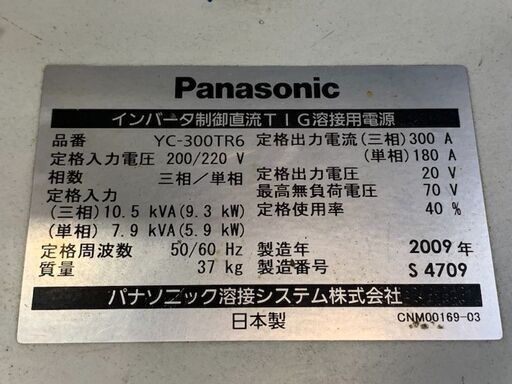 Panasonic
インバータ制御直流TIG溶接用電源
品番 YC-300TR6 定格出力電流(三相)300 A
定格入力電圧 200/220 V (単相)180 A
相数 三相/単相 定格出力電圧 20 V
定格入力 最高無負荷電圧 70 V
(三相)10.5 kVA(9.3 kW) 定格使用率 40 %
(単相) 7.9 kVA(5.9 kW)
定格周波数 50/60 Hz 製造年 2009年
質量 37 kg 製造番号 S 4709
パナソニック溶接システム株式会社
日本製 CNM00169-03